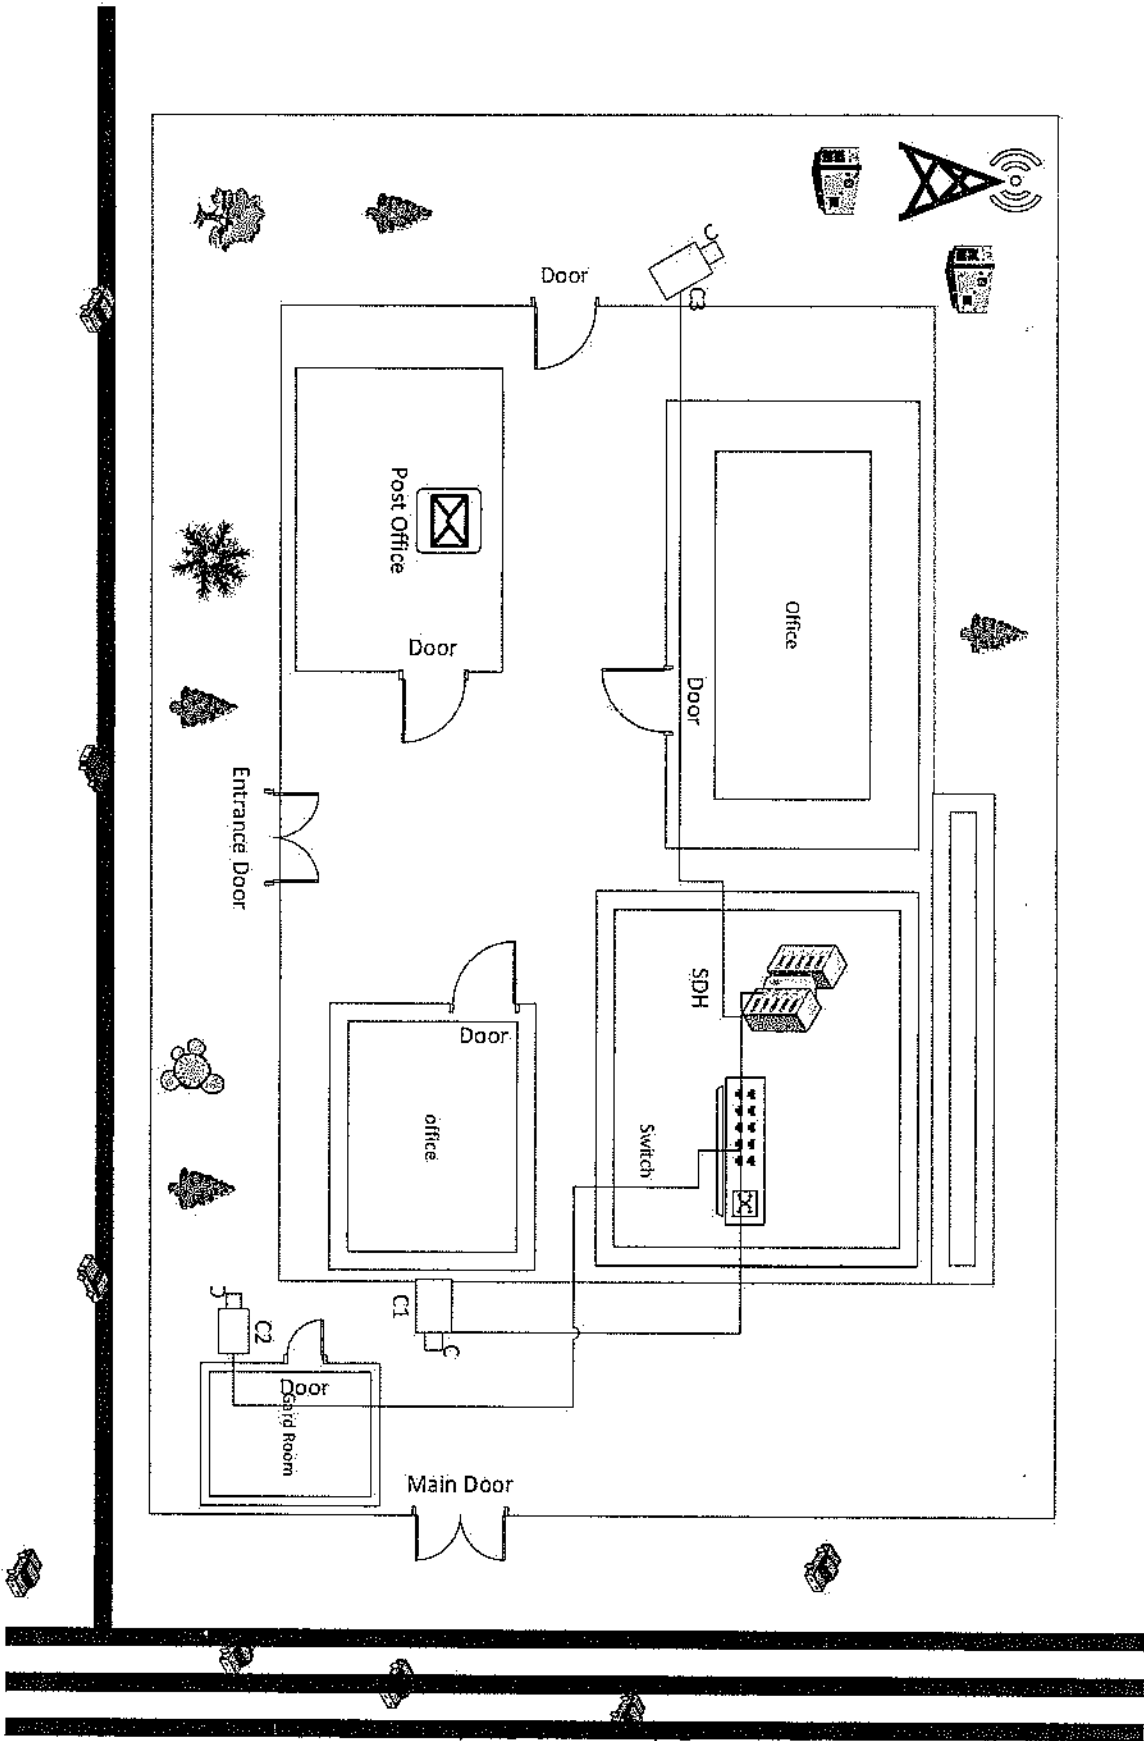 C
C3
Door
Post Office
Door
Office
Door
Entrance Door
SDH
Door
office
Switch
C1
C
C2
C
Door
Gard Room
Main Door